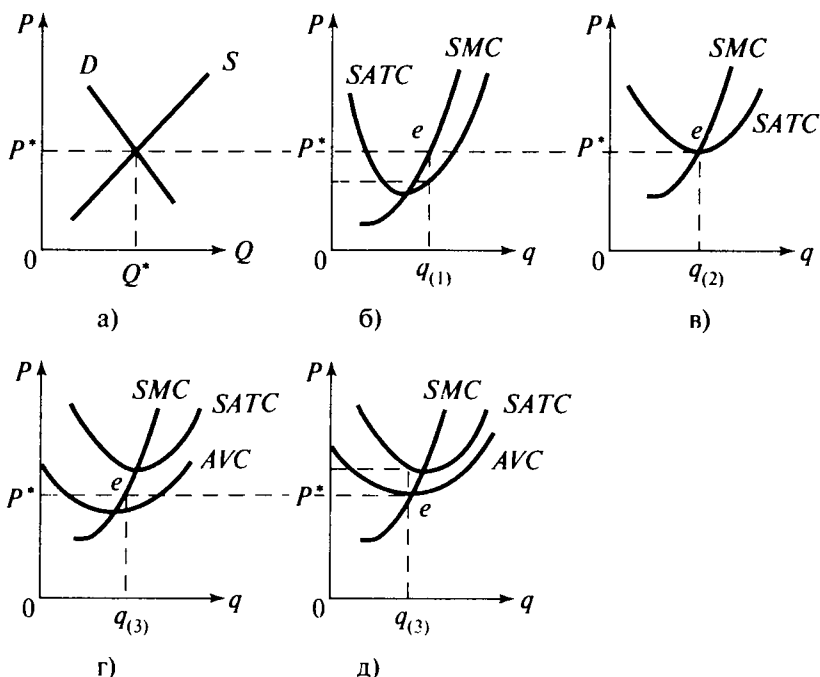 P
D
S
P*
0
Q*
Q
а)
P
SATC
SMC
e
P*
0
q(1)
q
б)
P
SMC
SATC
P*
e
0
q(2)
q
в)
P
SMC
SATC
AVC
e
P*
0
q(3)
q
г)
P
SMC
SATC
AVC
P*
e
0
q(3)
q
д)